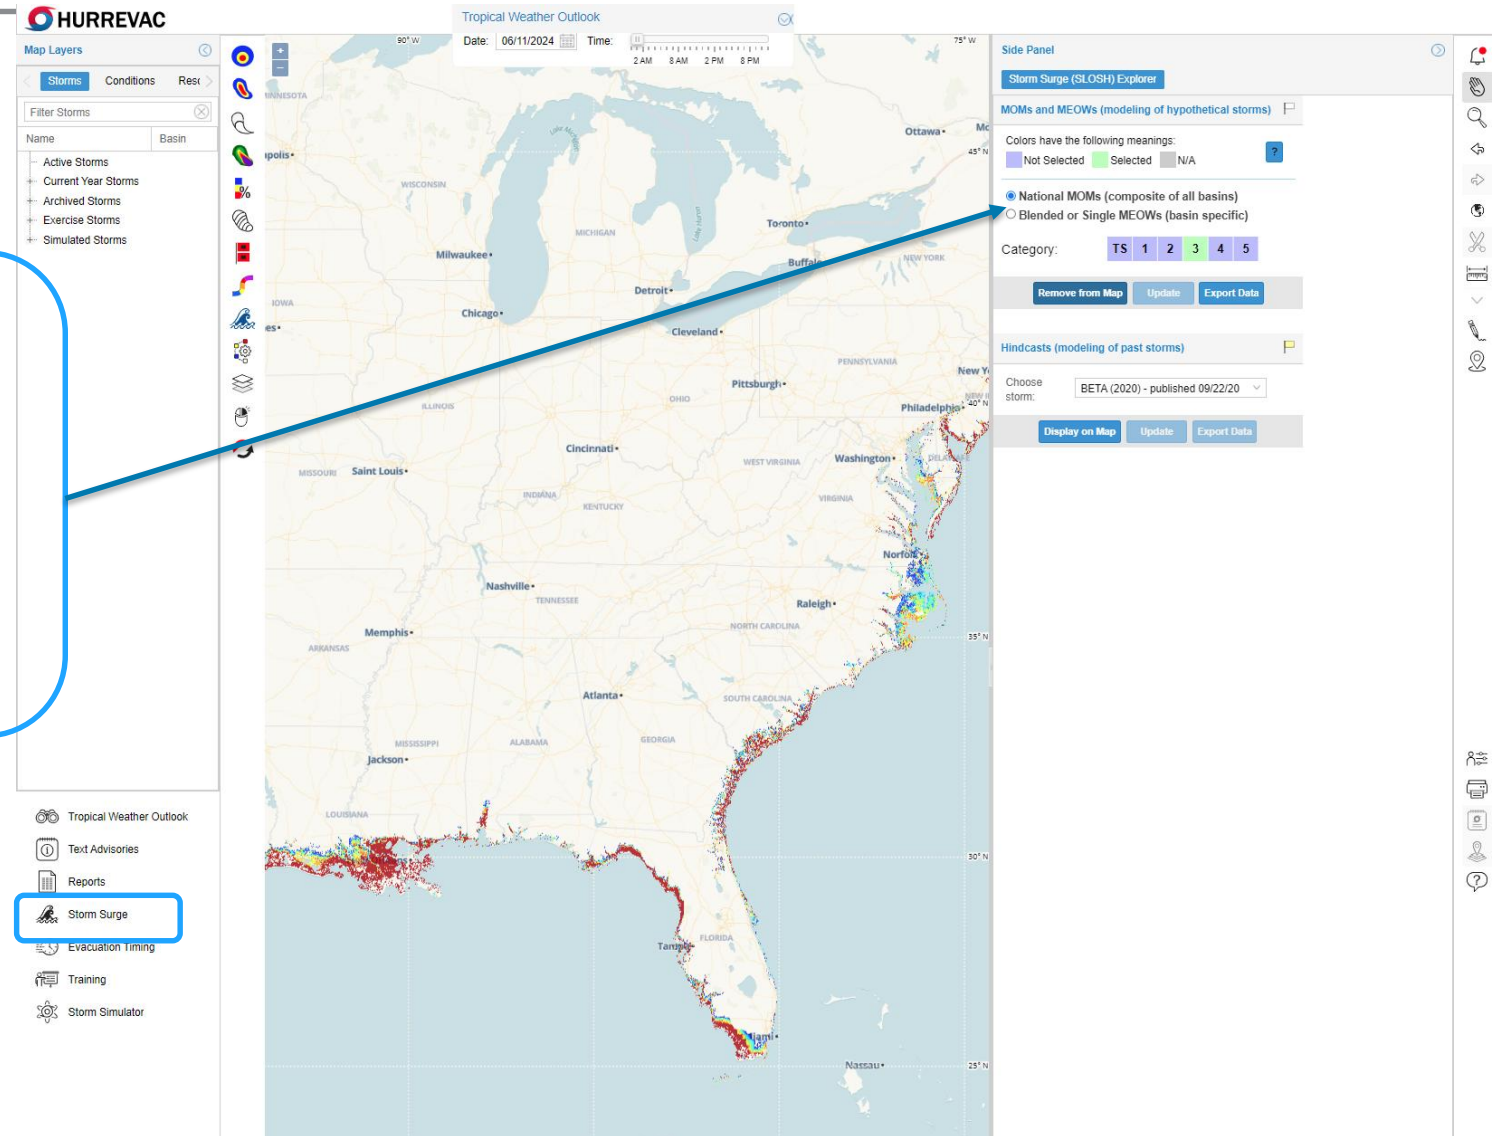 HURREVAC
Tropical Weather Outlook
Date: 06/11/2024 Time:
2 AM 8 AM 2 PM 8 PM
Map Layers
Storms Conditions
Filter Storms
Name Basin
Active Storms
Current Year Storms
Archived Storms
Exercise Storms
Simulated Storms
Tropical Weather Outlook
Text Advisories
Reports
Storm Surge
Evacuation Timing
Training
Storm Simulator
%
+
−
90° W
75° W
Ottawa
45° N
WISCONSIN
MICHIGAN
Toronto
Milwaukee
NEW YORK
Detroit
IOWA
Chicago
Cleveland
PENNSYLVANIA
Pittsburgh
OHIO
ILLINOIS
Philadelphia
40° N
Cincinnati
WEST VIRGINIA
Washington
MISSOURI
Saint Louis
INDIANA
KENTUCKY
VIRGINIA
Norfolk
Nashville
TENNESSEE
Raleigh
Memphis
NORTH CAROLINA
35° N
ARKANSAS
Atlanta
SOUTH CAROLINA
MISSISSIPPI
ALABAMA
GEORGIA
Jackson
LOUISIANA
30° N
FLORIDA
Nassau
25° N
Side Panel
Storm Surge (SLOSH) Explorer
MOMs and MEOWs (modeling of hypothetical storms)
Colors have the following meanings:
Not Selected Selected N/A
?
National MOMs (composite of all basins)
Blended or Single MEOWs (basin specific)
Category: TS 1 2 3 4 5
Remove from Map Update Export Data
Hindcasts (modeling of past storms)
Choose storm: BETA (2020) - published 09/22/20
Display on Map Update Export Data